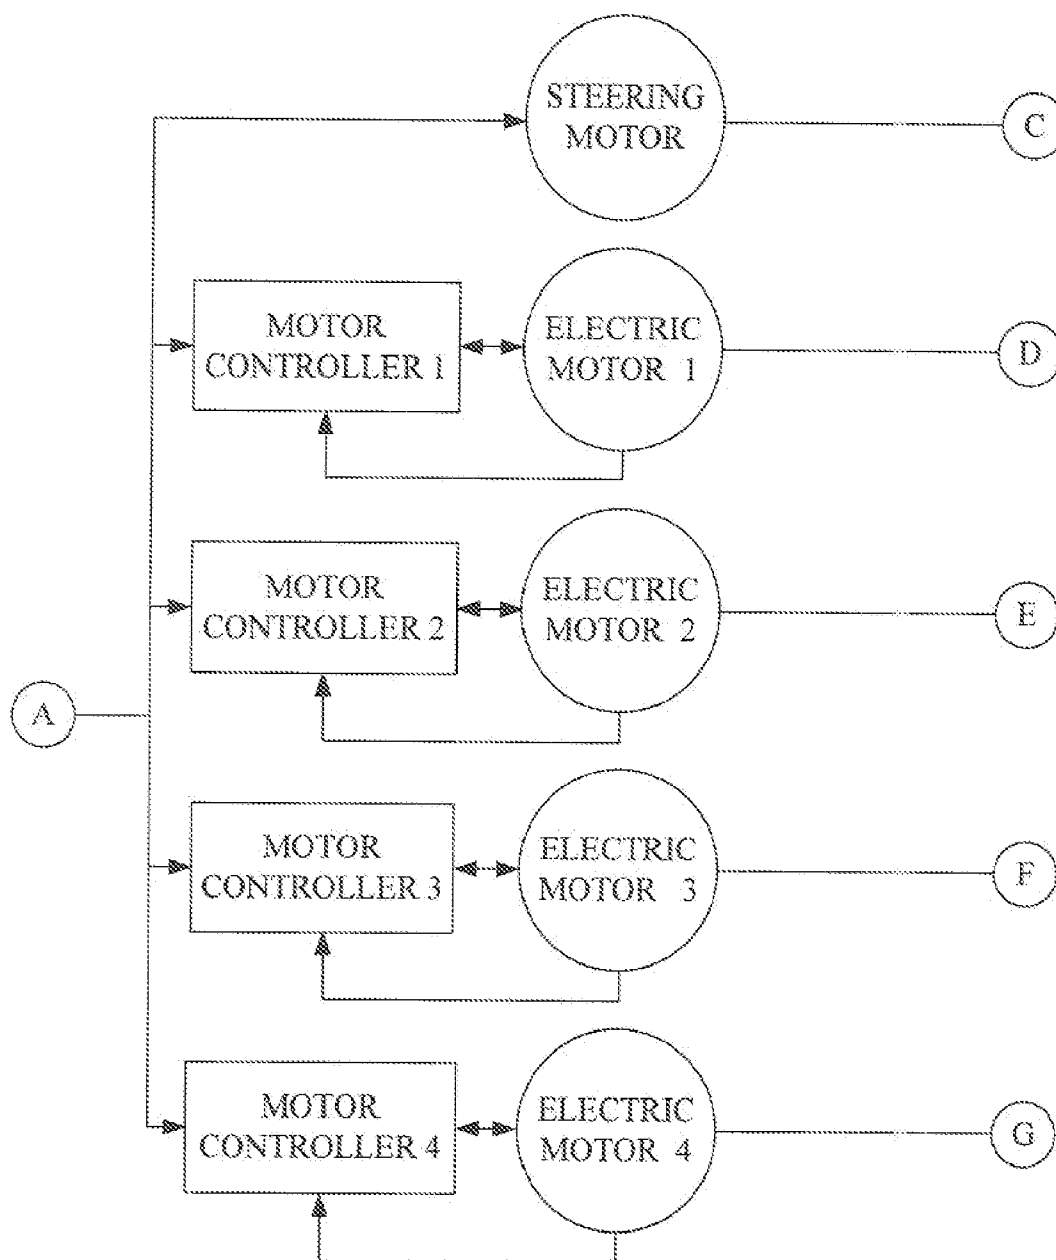 STEERING
MOTOR
C
MOTOR
CONTROLLER 1
ELECTRIC
MOTOR 1
D
MOTOR
CONTROLLER 2
ELECTRIC
MOTOR 2
E
A
MOTOR
CONTROLLER 3
ELECTRIC
MOTOR 3
F
MOTOR
CONTROLLER 4
ELECTRIC
MOTOR 4
G